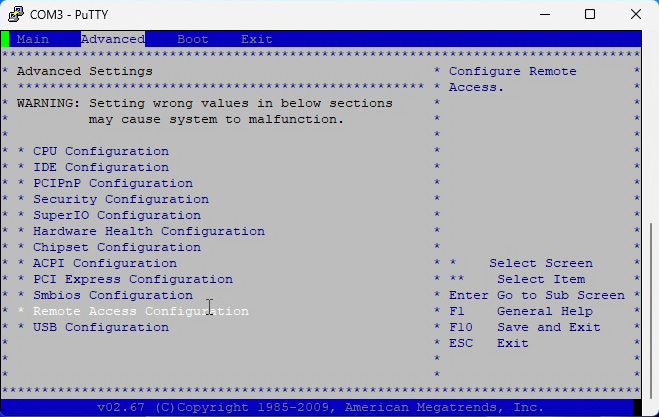 COM3 - PuTTY
Main Advanced Boot Exit
********************************************************************************
* Advanced Settings * Configure Remote *
* *************************************************** * Access. *
* WARNING: Setting wrong values in below sections * *
* may cause system to malfunction. * *
* * *
* * CPU Configuration * *
* * IDE Configuration * *
* * PCIPnP Configuration * *
* * Security Configuration * *
* * SuperIO Configuration * *
* * Hardware Health Configuration * *
* * Chipset Configuration * *
* * ACPI Configuration * * Select Screen *
* * PCI Express Configuration * ** Select Item *
* * Smbios Configuration * Enter Go to Sub Screen *
* * Remote Access Configuration * F1 General Help *
* * USB Configuration * F10 Save and Exit *
* * ESC Exit *
* * *
* * *
********************************************************************************
v02.67 (C)Copyright 1985-2009, American Megatrends, Inc.